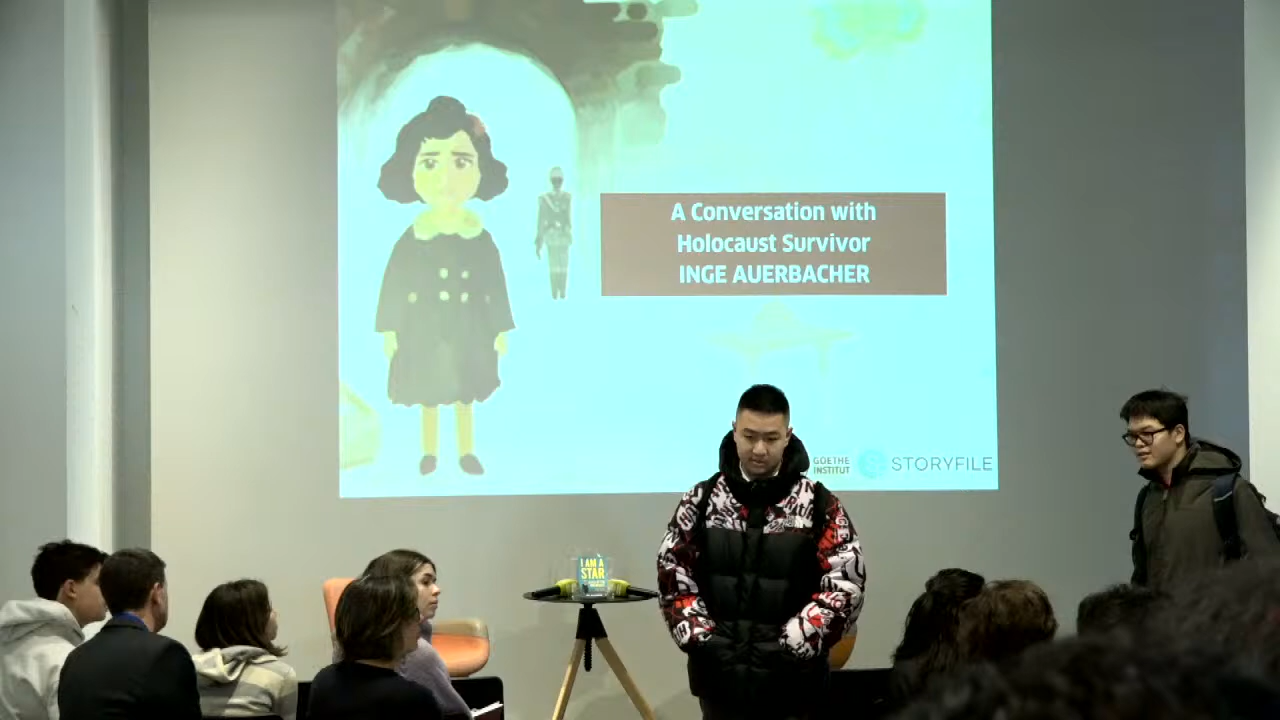 A Conversation with
Holocaust Survivor
INGE AUERBACHER
GOETHE
INSTITUT
STORYFILE
I AM A
STAR